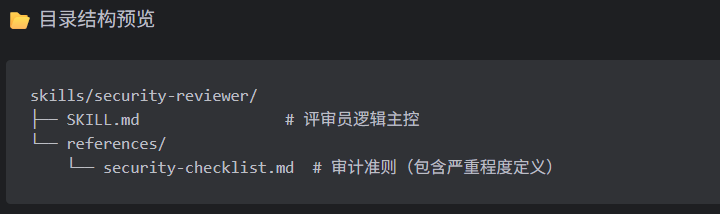 📂 目录结构预览
skills/security-reviewer/
├── SKILL.md                # 评审员逻辑主控
└── references/
    └── security-checklist.md  # 审计准则（包含严重程度定义）